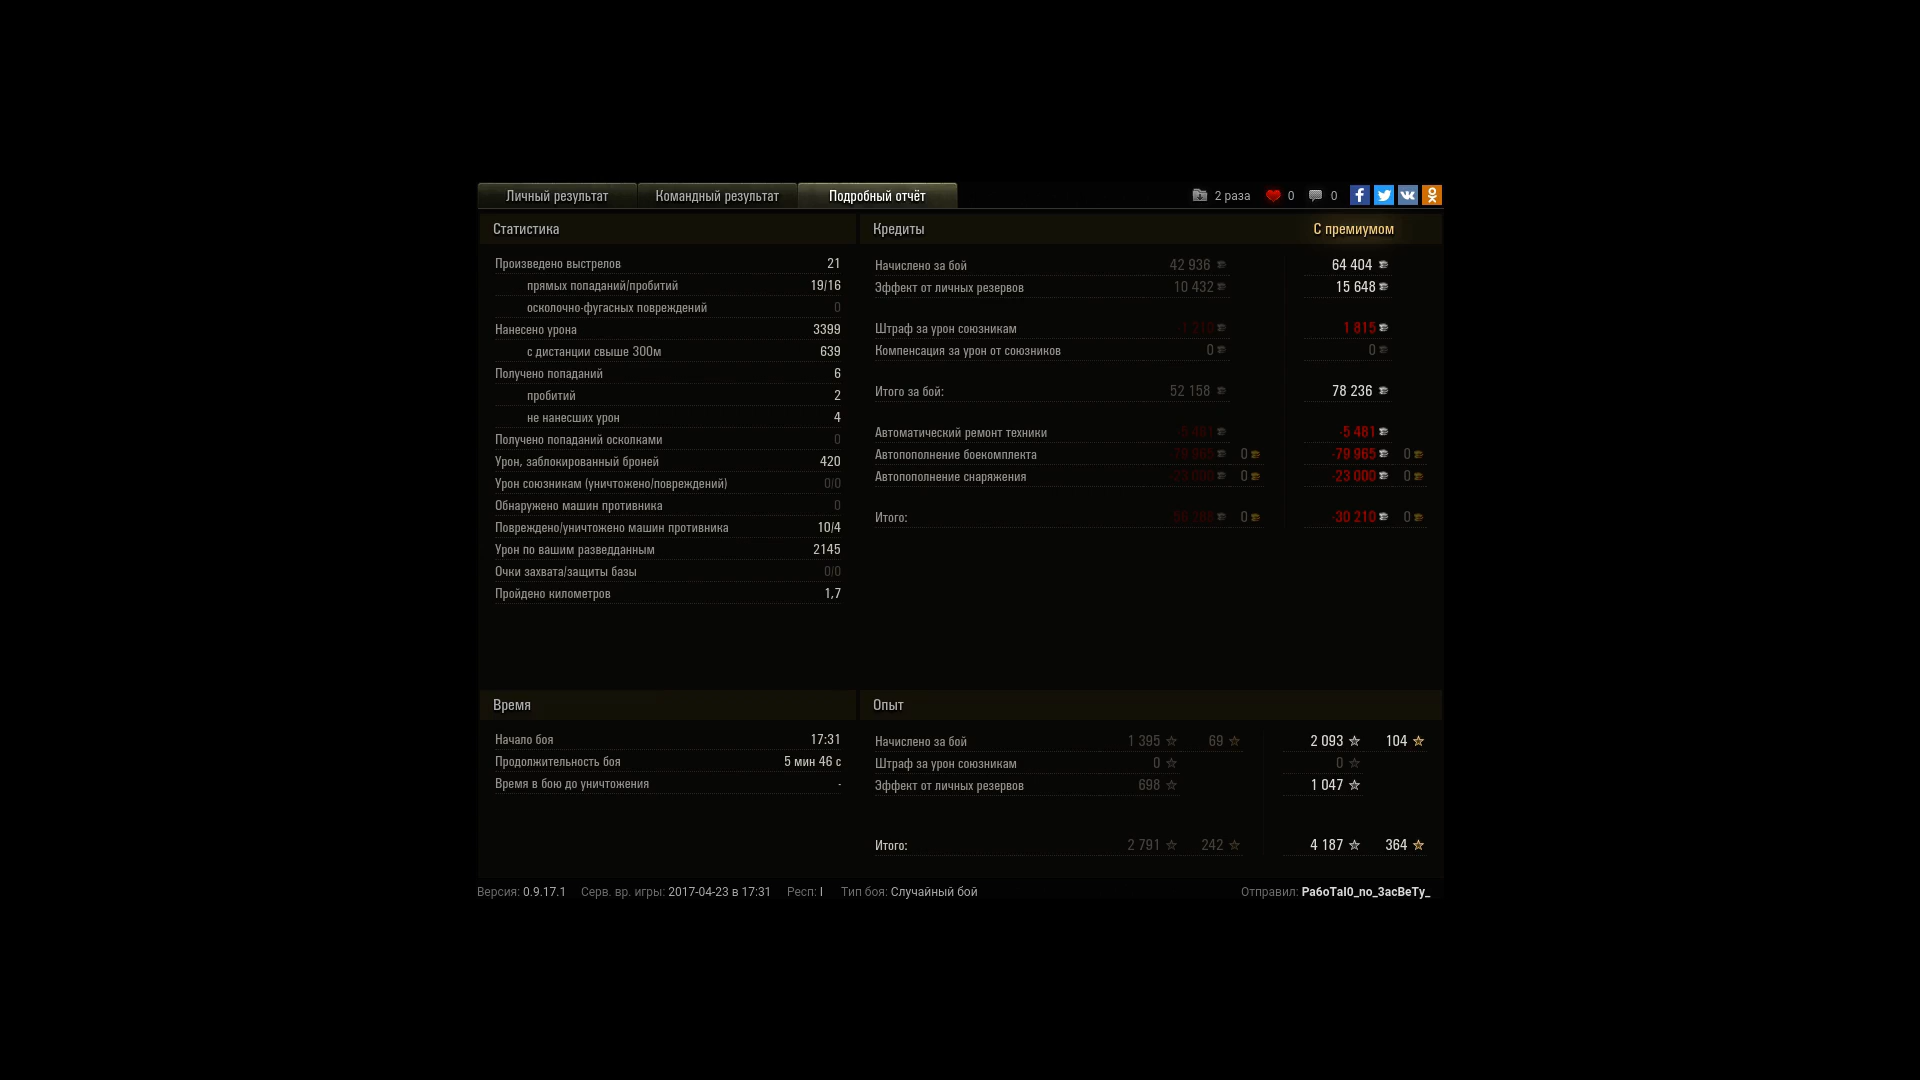 Личный результат Командный результат Подробный отчёт 2 раза 0 0
Статистика
Произведено выстрелов 21
прямых попаданий/пробитий 19/16
осколочно-фугасных повреждений 0
Нанесено урона 3399
с дистанции свыше 300м 639
Получено попаданий 6
пробитий 2
не нанесших урон 4
Получено попаданий осколками 0
Урон, заблокированный броней 420
Урон союзникам (уничтожено/повреждений) 0/0
Обнаружено машин противника 0
Повреждено/уничтожено машин противника 10/4
Урон по вашим разведданным 2145
Очки захвата/защиты базы 0/0
Пройдено километров 1,7
Кредиты С премиумом
Начислено за бой 42 936 64 404
Эффект от личных резервов 10 432 15 648
Штраф за урон союзникам 1 210 1 815
Компенсация за урон от союзников 0 0
Итого за бой: 52 158 78 236
Автоматический ремонт техники -5 481 -5 481
Автопополнение боекомплекта -79 965 0 -79 965 0
Автопополнение снаряжения -23 000 0 -23 000 0
Итого: 0 -30 210 0
Время
Начало боя 17:31
Продолжительность боя 5 мин 46 с
Время в бою до уничтожения -
Опыт
Начислено за бой 1 395 69 2 093 104
Штраф за урон союзникам 0 0
Эффект от личных резервов 698 1 047
Итого: 2 791 242 4 187 364
Версия: 0.9.17.1 Серв. вр. игры: 2017-04-23 в 17:31 Респ: I Тип боя: Случайный бой Отправил: Pa6oTaI0_no_3acBeTy_